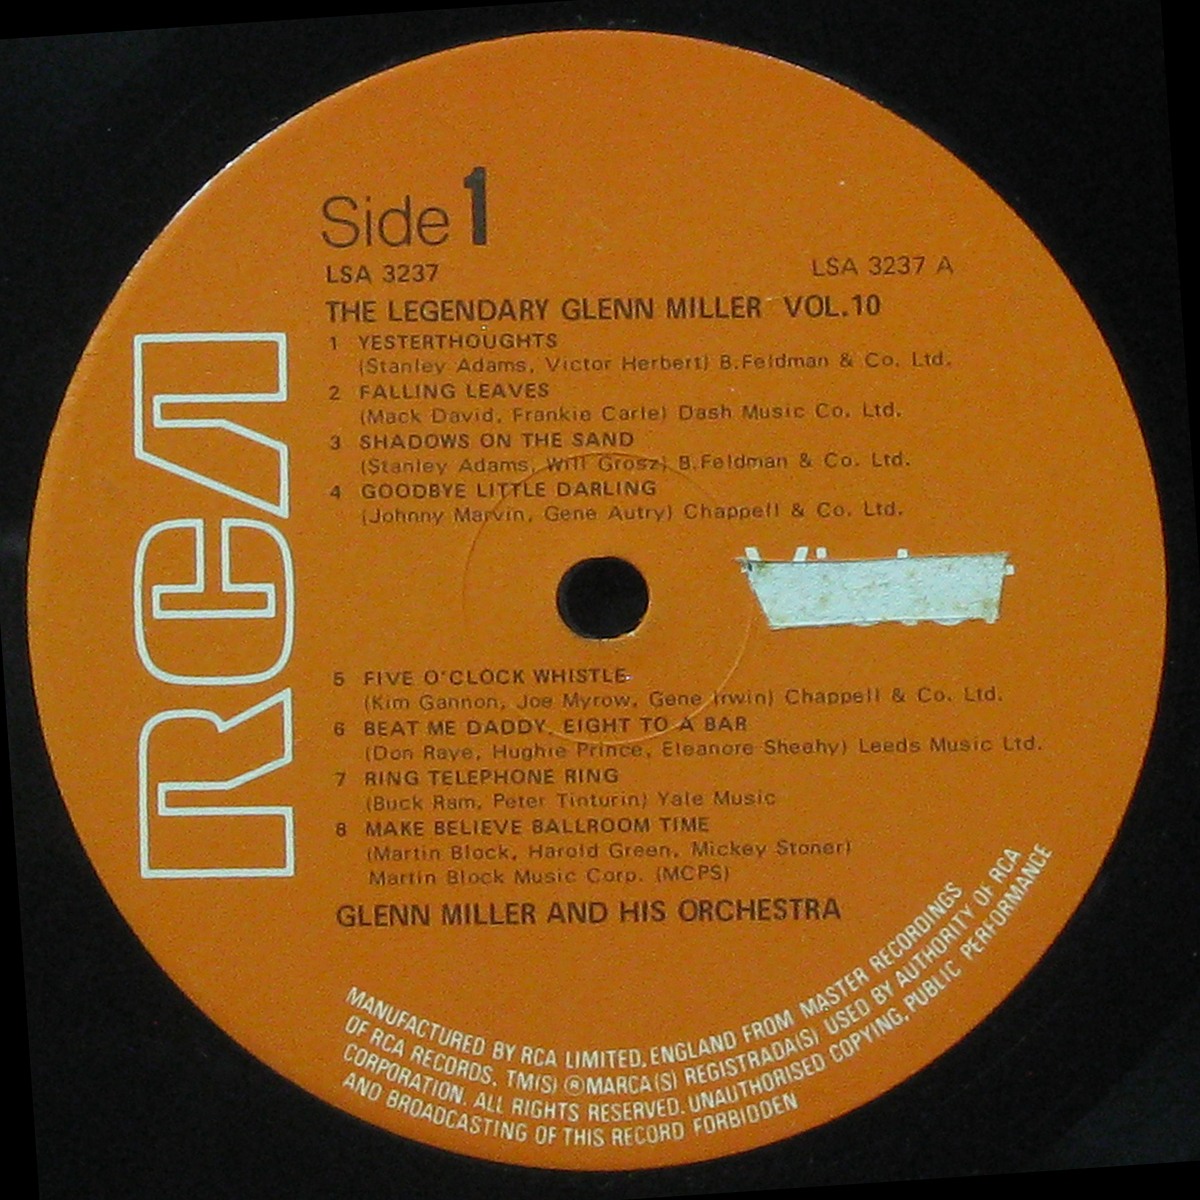 Side 1
LSA 3237
LSA 3237 A
THE LEGENDARY GLENN MILLER VOL.10
1 YESTERTHOUGHTS
(Stanley Adams, Victor Herbert) B.Feldman & Co. Ltd.
2 FALLING LEAVES
(Mack David, Frankie Carle) Dash Music Co. Ltd.
3 SHADOWS ON THE SAND
(Stanley Adams, Will Grosz) B.Feldman & Co. Ltd.
4 GOODBYE LITTLE DARLING
(Johnny Marvin, Gene Autry) Chappell & Co. Ltd.
RCA
5 FIVE O'CLOCK WHISTLE
(Kim Gannon, Joe Myrow, Gene Irwin) Chappell & Co. Ltd.
6 BEAT ME DADDY, EIGHT TO A BAR
(Don Raye, Hughie Prince, Eleanore Sheehy) Leeds Music Ltd.
7 RING TELEPHONE RING
(Buck Ram, Peter Tinturin) Yale Music
8 MAKE BELIEVE BALLROOM TIME
(Martin Block, Harold Green, Mickey Stoner)
Martin Block Music Corp. (MCPS)
GLENN MILLER AND HIS ORCHESTRA
MANUFACTURED BY RCA LIMITED, ENGLAND FROM MASTER RECORDINGS
OF RCA RECORDS. TM(S) ® MARCA(S) REGISTRADA(S) USED BY AUTHORITY OF RCA
CORPORATION. ALL RIGHTS RESERVED. UNAUTHORISED COPYING, PUBLIC PERFORMANCE
AND BROADCASTING OF THIS RECORD FORBIDDEN